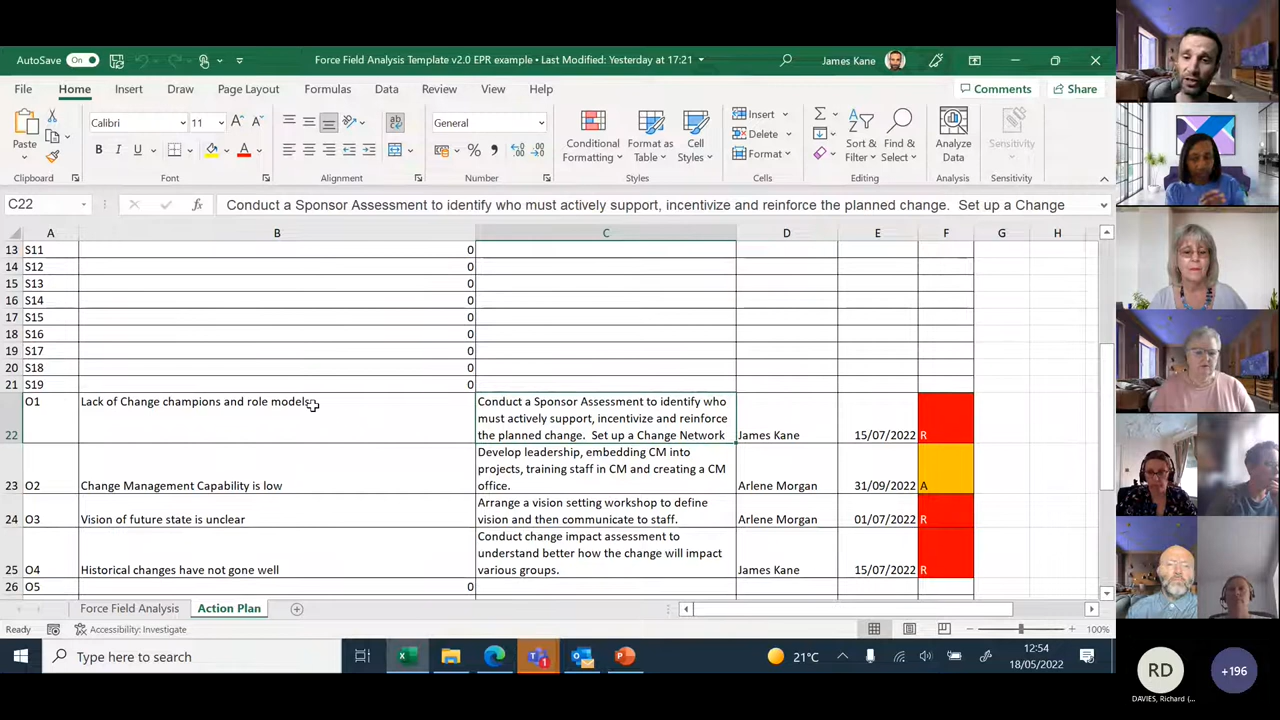 AutoSave On Force Field Analysis Template v2.0 EPR example • Last Modified: Yesterday at 17:21 James Kane
File Home Insert Draw Page Layout Formulas Data Review View Help Comments Share
Calibri 11 General Insert
Paste B I U Conditional Formatting Format as Table Cell Styles Delete Sort & Filter Find & Select Analyze Data Sensitivity
Format
Clipboard Font Alignment Number Styles Cells Editing Analysis Sensitivity
C22 fx Conduct a Sponsor Assessment to identify who must actively support, incentivize and reinforce the planned change. Set up a Change
A B C D E F G H
13 S11 0
14 S12 0
15 S13 0
16 S14 0
17 S15 0
18 S16 0
19 S17 0
20 S18 0
21 S19 0
O1 Lack of Change champions and role models Conduct a Sponsor Assessment to identify who
must actively support, incentivize and reinforce
22 the planned change. Set up a Change Network James Kane 15/07/2022 R
Develop leadership, embedding CM into
projects, training staff in CM and creating a CM
23 O2 Change Management Capability is low office. Arlene Morgan 31/09/2022 A
Arrange a vision setting workshop to define
24 O3 Vision of future state is unclear vision and then communicate to staff. Arlene Morgan 01/07/2022 R
Conduct change impact assessment to
understand better how the change will impact
25 O4 Historical changes have not gone well various groups. James Kane 15/07/2022 R
26 O5 0
Force Field Analysis Action Plan
Ready Accessibility: Investigate 100%
Type here to search 21°C 12:54
18/05/2022
RD +196
DAVIES, Richard (...